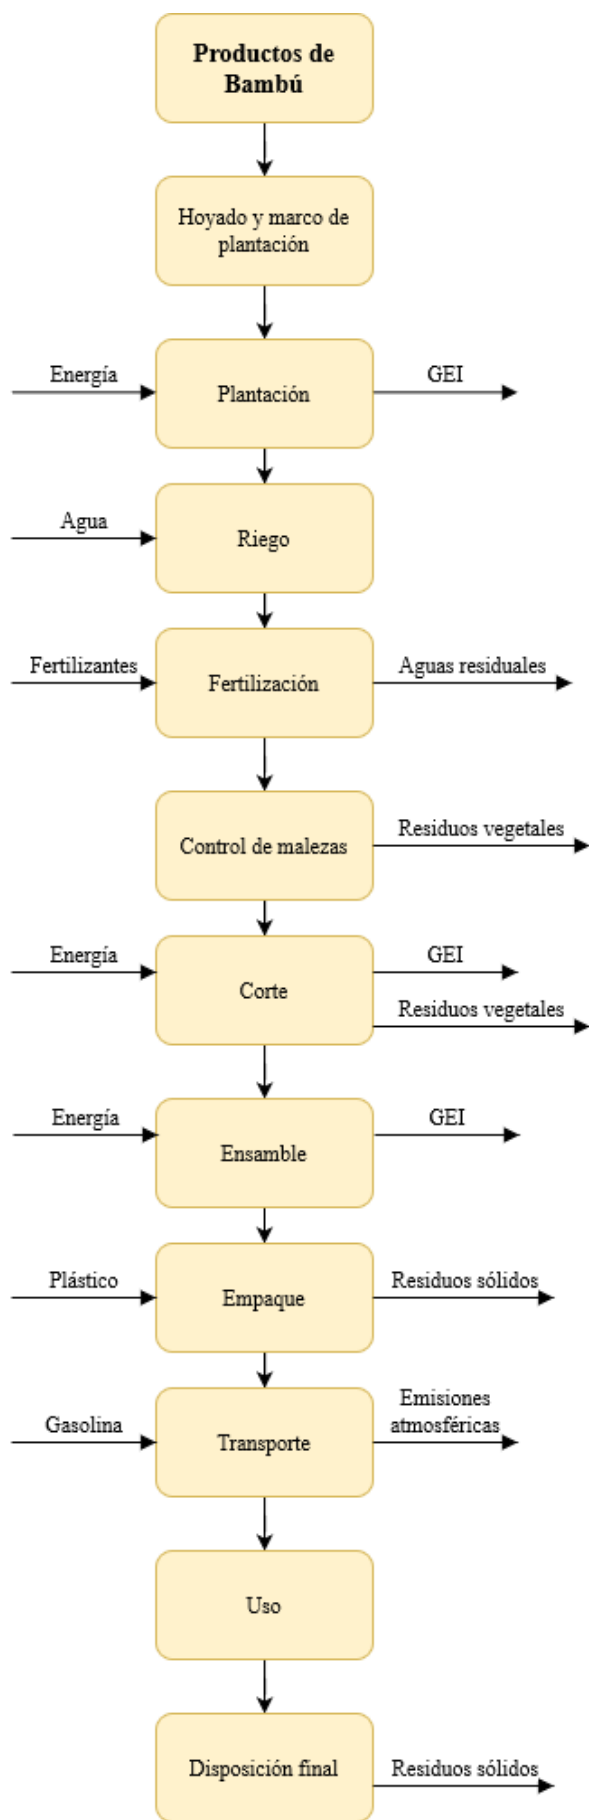 Productos de
Bambú
Hoyado y marco de
plantación
Energía
Plantación
GEI
Agua
Riego
Fertilizantes
Fertilización
Aguas residuales
Control de malezas
Residuos vegetales
Energía
Corte
GEI
Residuos vegetales
Energía
Ensamble
GEI
Plástico
Empaque
Residuos sólidos
Gasolina
Transporte
Emisiones
atmosféricas
Uso
Disposición final
Residuos sólidos